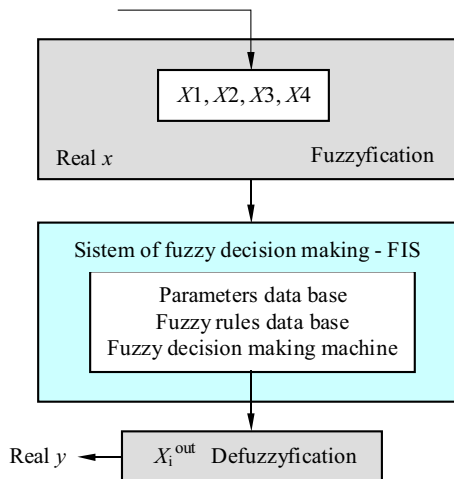 X1, X2, X3, X4
Real x
Fuzzyfication
Sistem of fuzzy decision making - FIS
Parameters data base
Fuzzy rules data base
Fuzzy decision making machine
Real y
X_i^out Defuzzyfication